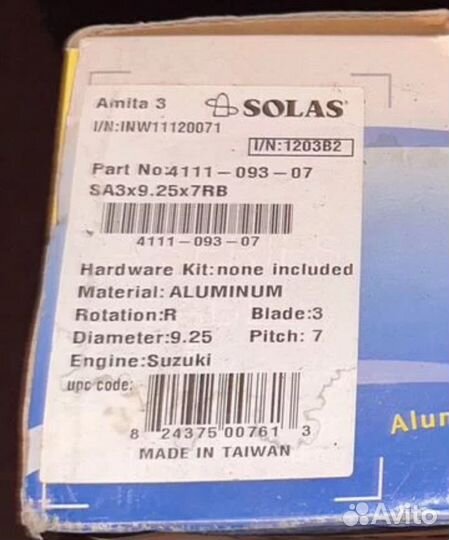 Amita 3 SOLAS
I/N:INW11120071
I/N:1203B2
Part No:4111-093-07
SA3x9.25x7RB
4111-093-07
Hardware Kit:none included
Material:ALUMINUM
Rotation:R Blade:3
Diameter:9.25 Pitch:7
Engine:Suzuki
upc code:
8 24375 00761 3
MADE IN TAIWAN
Avito